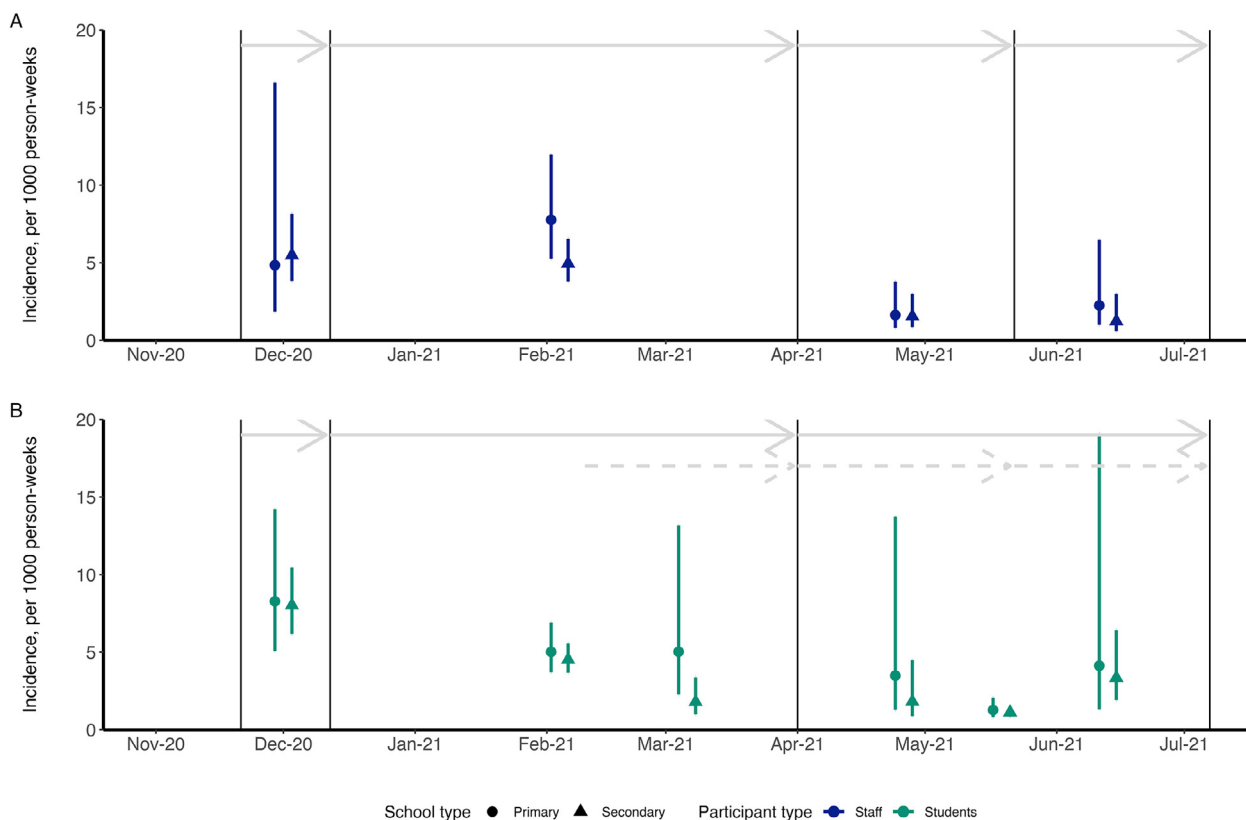 A
Incidence, per 1000 person-weeks
20
15
10
5
0
Nov-20 Dec-20 Jan-21 Feb-21 Mar-21 Apr-21 May-21 Jun-21 Jul-21
B
Incidence, per 1000 person-weeks
20
15
10
5
0
Nov-20 Dec-20 Jan-21 Feb-21 Mar-21 Apr-21 May-21 Jun-21 Jul-21
School type Primary Secondary Participant type Staff Students